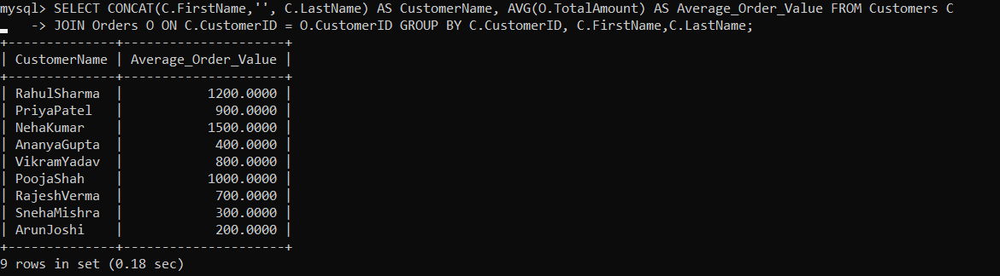 mysql> SELECT CONCAT(C.FirstName,'', C.LastName) AS CustomerName, AVG(O.TotalAmount) AS Average_Order_Value FROM Customers C
    -> JOIN Orders O ON C.CustomerID = O.CustomerID GROUP BY C.CustomerID, C.FirstName,C.LastName;
+--------------+---------------------+
| CustomerName | Average_Order_Value |
+--------------+---------------------+
| RahulSharma  |           1200.0000 |
| PriyaPatel   |            900.0000 |
| NehaKumar    |           1500.0000 |
| AnanyaGupta  |            400.0000 |
| VikramYadav  |            800.0000 |
| PoojaShah    |           1000.0000 |
| RajeshVerma  |            700.0000 |
| SnehaMishra  |            300.0000 |
| ArunJoshi    |            200.0000 |
+--------------+---------------------+
9 rows in set (0.18 sec)